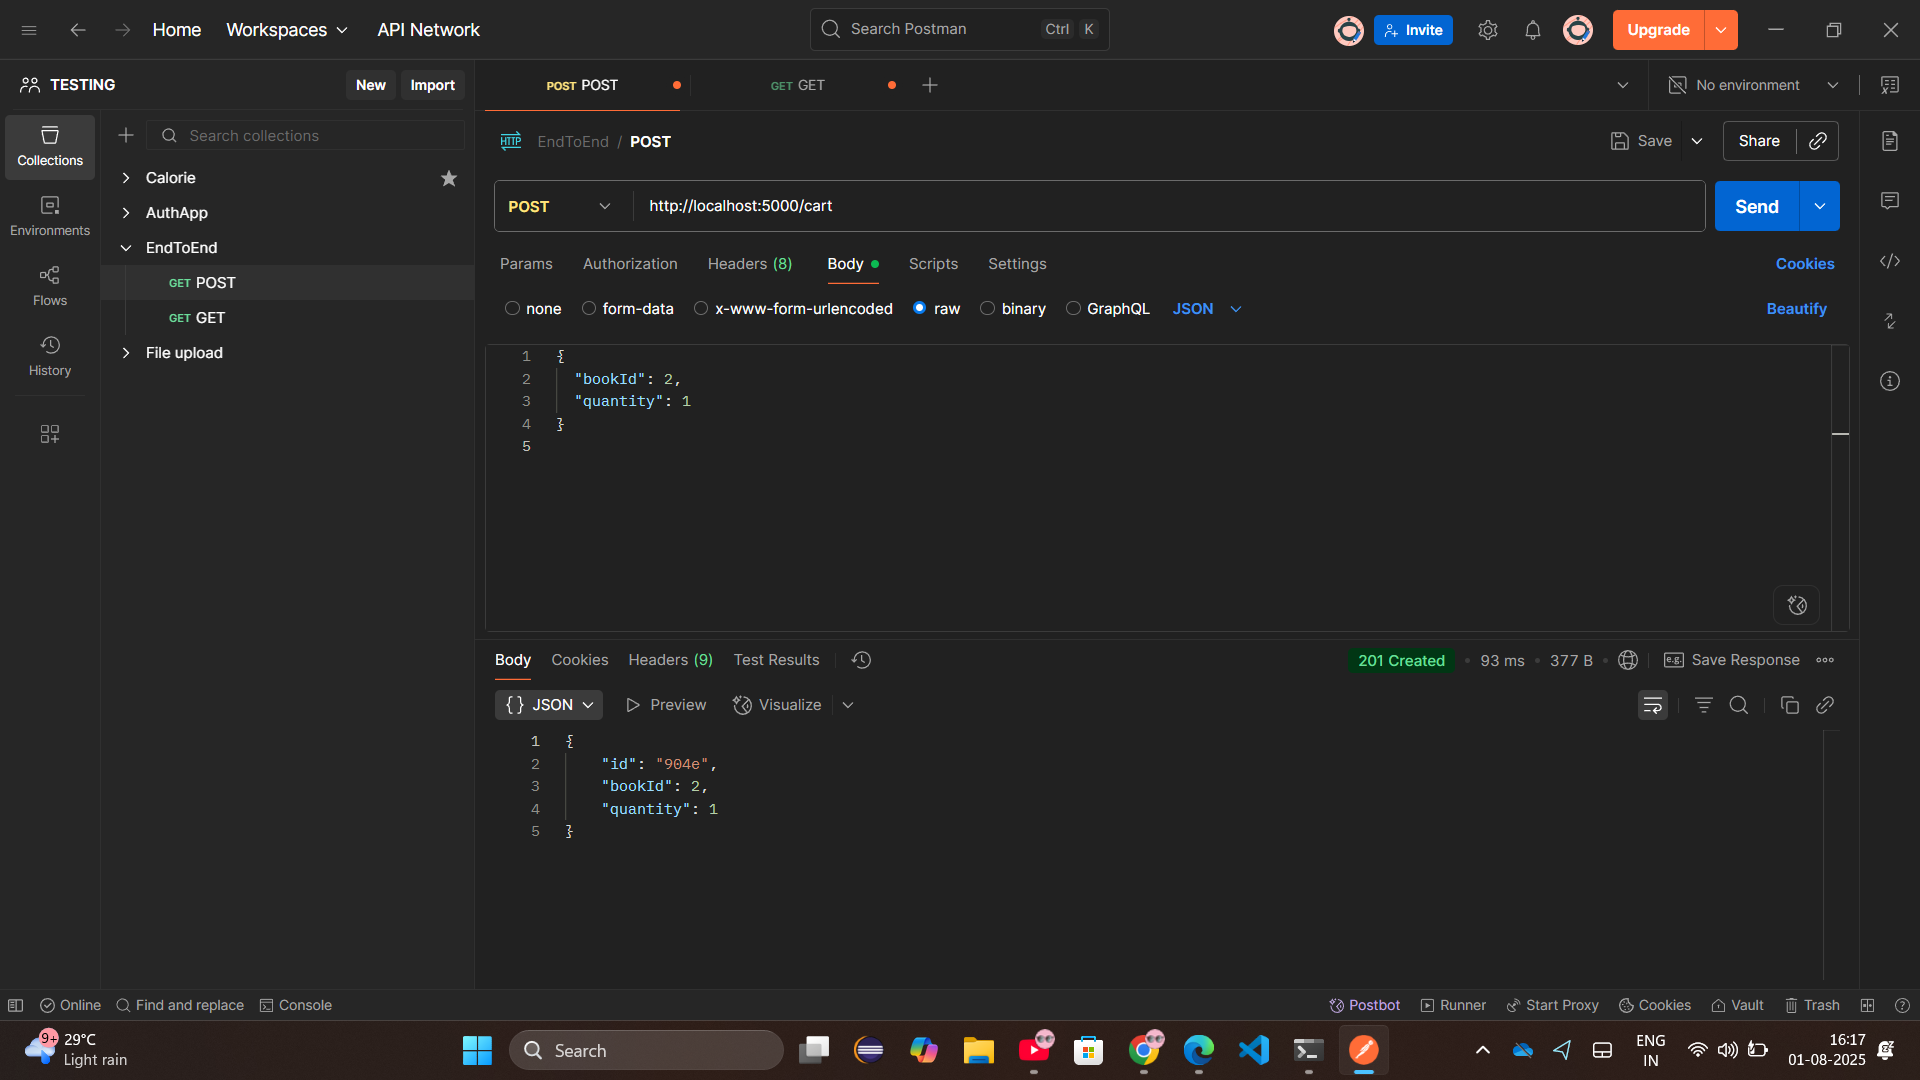 Home Workspaces API Network Search Postman Ctrl K Invite Upgrade
TESTING New Import POST POST GET GET No environment
Collections
Environments
Flows
History
Search collections
Calorie
AuthApp
EndToEnd
GET POST
GET GET
File upload
HTTP EndToEnd / POST Save Share
POST http://localhost:5000/cart Send
Params Authorization Headers (8) Body Scripts Settings Cookies
none form-data x-www-form-urlencoded raw binary GraphQL JSON Beautify
1 {
2 "bookId": 2,
3 "quantity": 1
4 }
5
Body Cookies Headers (9) Test Results 201 Created 93 ms 377 B e.g. Save Response
{} JSON Preview Visualize
1 {
2 "id": "904e",
3 "bookId": 2,
4 "quantity": 1
5 }
Online Find and replace Console Postbot Runner Start Proxy Cookies Vault Trash
9+ 29°C
Light rain
Search
ENG
IN
16:17
01-08-2025